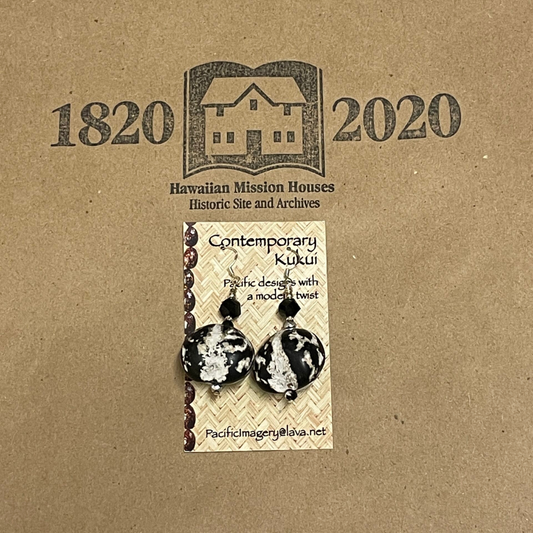 1820 2020
Hawaiian Mission Houses
Historic Site and Archives
Contemporary
Kukui
Pacific designs with
a modern twist
PacificImagery@lava.net